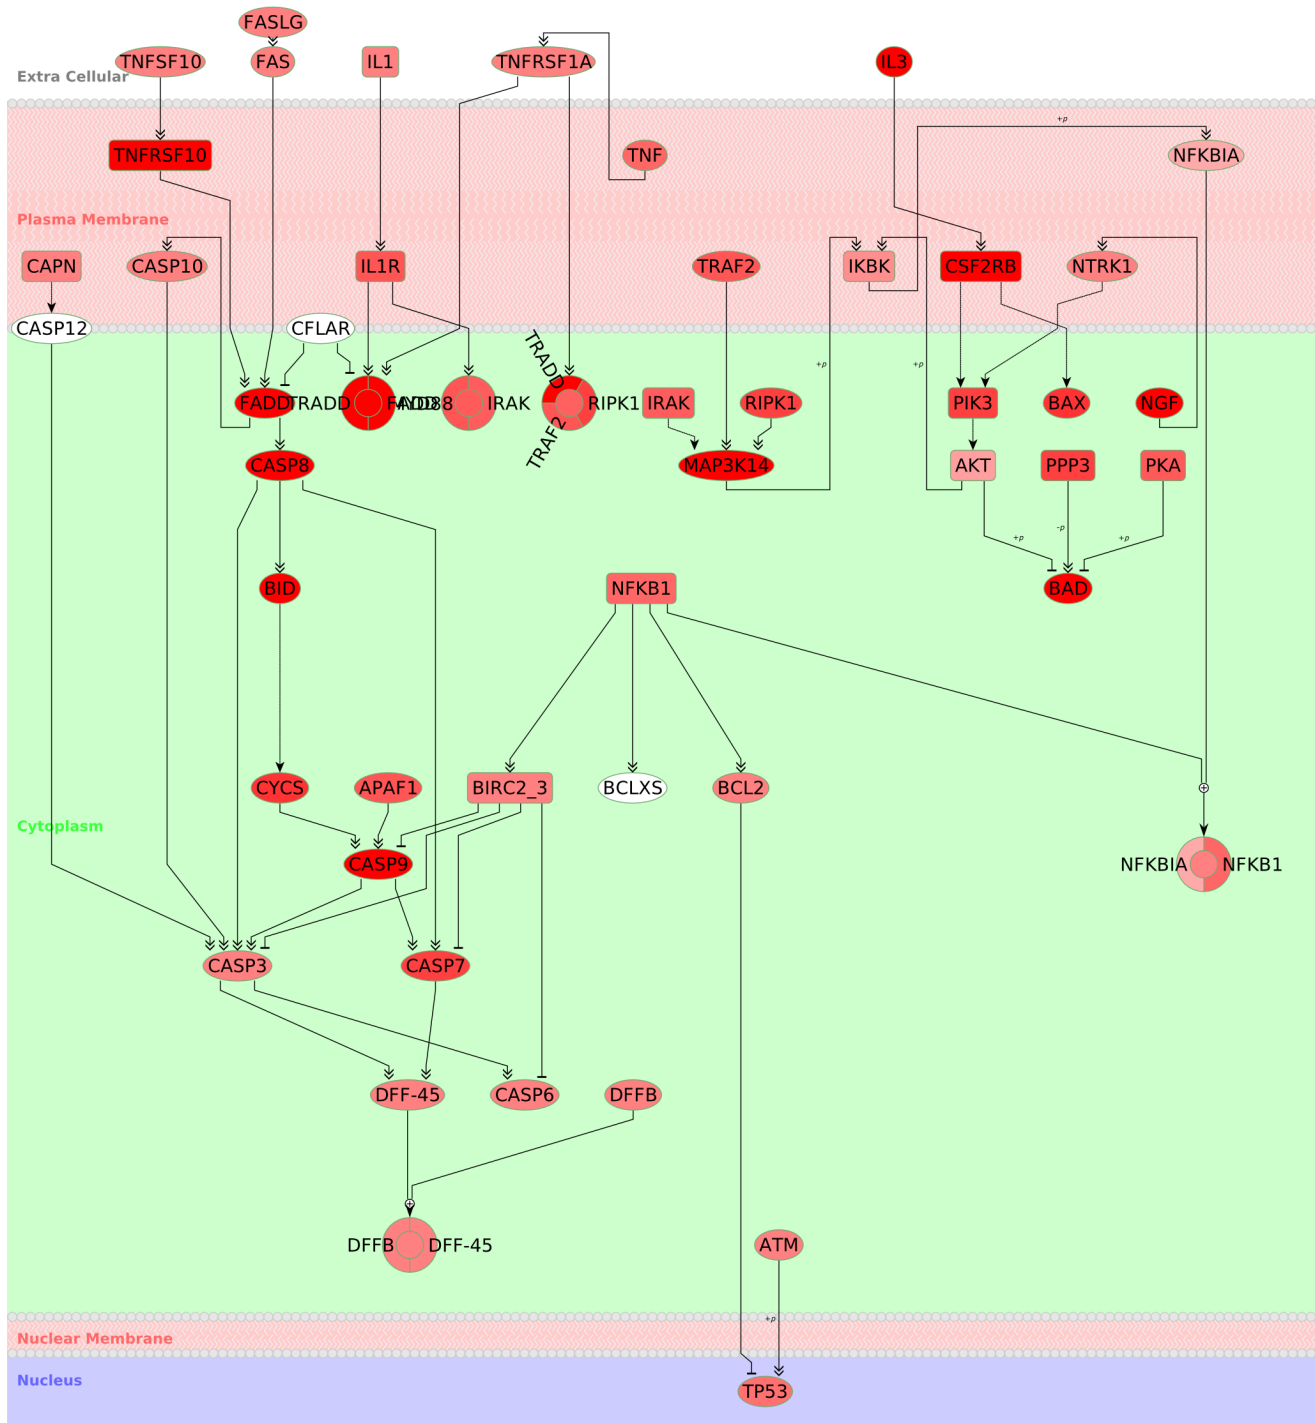 FASLG
TNFSF10
FAS
IL1
TNFRSF1A
IL3
Extra Cellular
+p
TNFRSF10
TNF
NFKBIA
Plasma Membrane
CAPN
CASP10
IL1R
TRAF2
IKBK
CSF2RB
NTRK1
CASP12
CFLAR
TRADD
+p
+p
FADD
TRADD
FADD
MYD88
IRAK
RIPK1
IRAK
RIPK1
PIK3
BAX
NGF
TRAF2
CASP8
MAP3K14
AKT
PPP3
PKA
+p
-p
+p
BID
NFKB1
BAD
CYCS
APAF1
BIRC2_3
BCLXS
BCL2
Cytoplasm
CASP9
NFKBIA
NFKB1
CASP3
CASP7
DFF-45
CASP6
DFFB
DFFB
DFF-45
ATM
+p
Nuclear Membrane
Nucleus
TP53